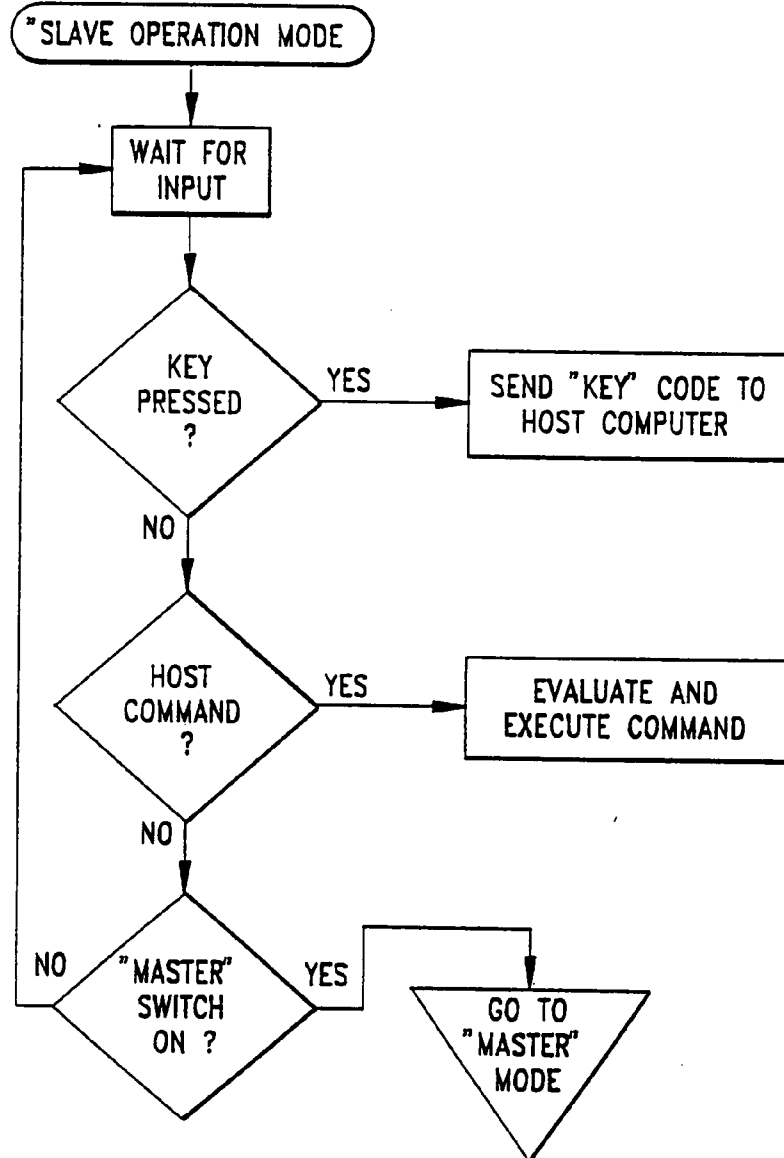 "SLAVE OPERATION MODE
WAIT FOR
INPUT
KEY
PRESSED
?
YES
SEND "KEY" CODE TO
HOST COMPUTER
NO
HOST
COMMAND
?
YES
EVALUATE AND
EXECUTE COMMAND
NO
NO
"MASTER"
SWITCH
ON ?
YES
GO TO
"MASTER"
MODE